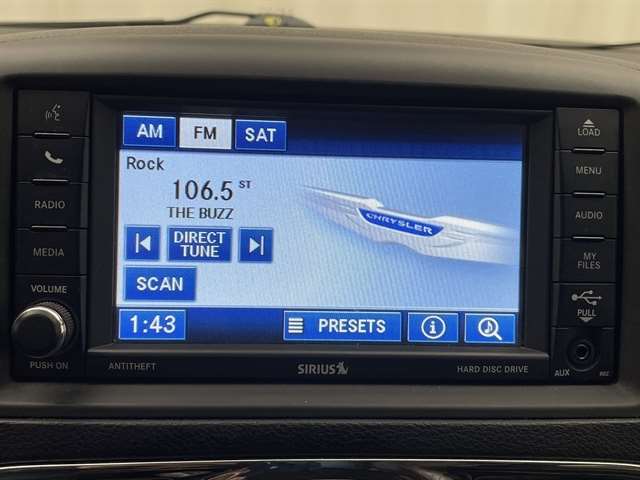 AM FM SAT
LOAD
Rock
MENU
106.5 ST
RADIO
THE BUZZ
CHRYSLER
AUDIO
DIRECT
TUNE
MEDIA
MY
FILES
SCAN
VOLUME
PULL
1:43
PRESETS
PUSH ON
ANTITHEFT
SIRIUS
HARD DISC DRIVE
AUX